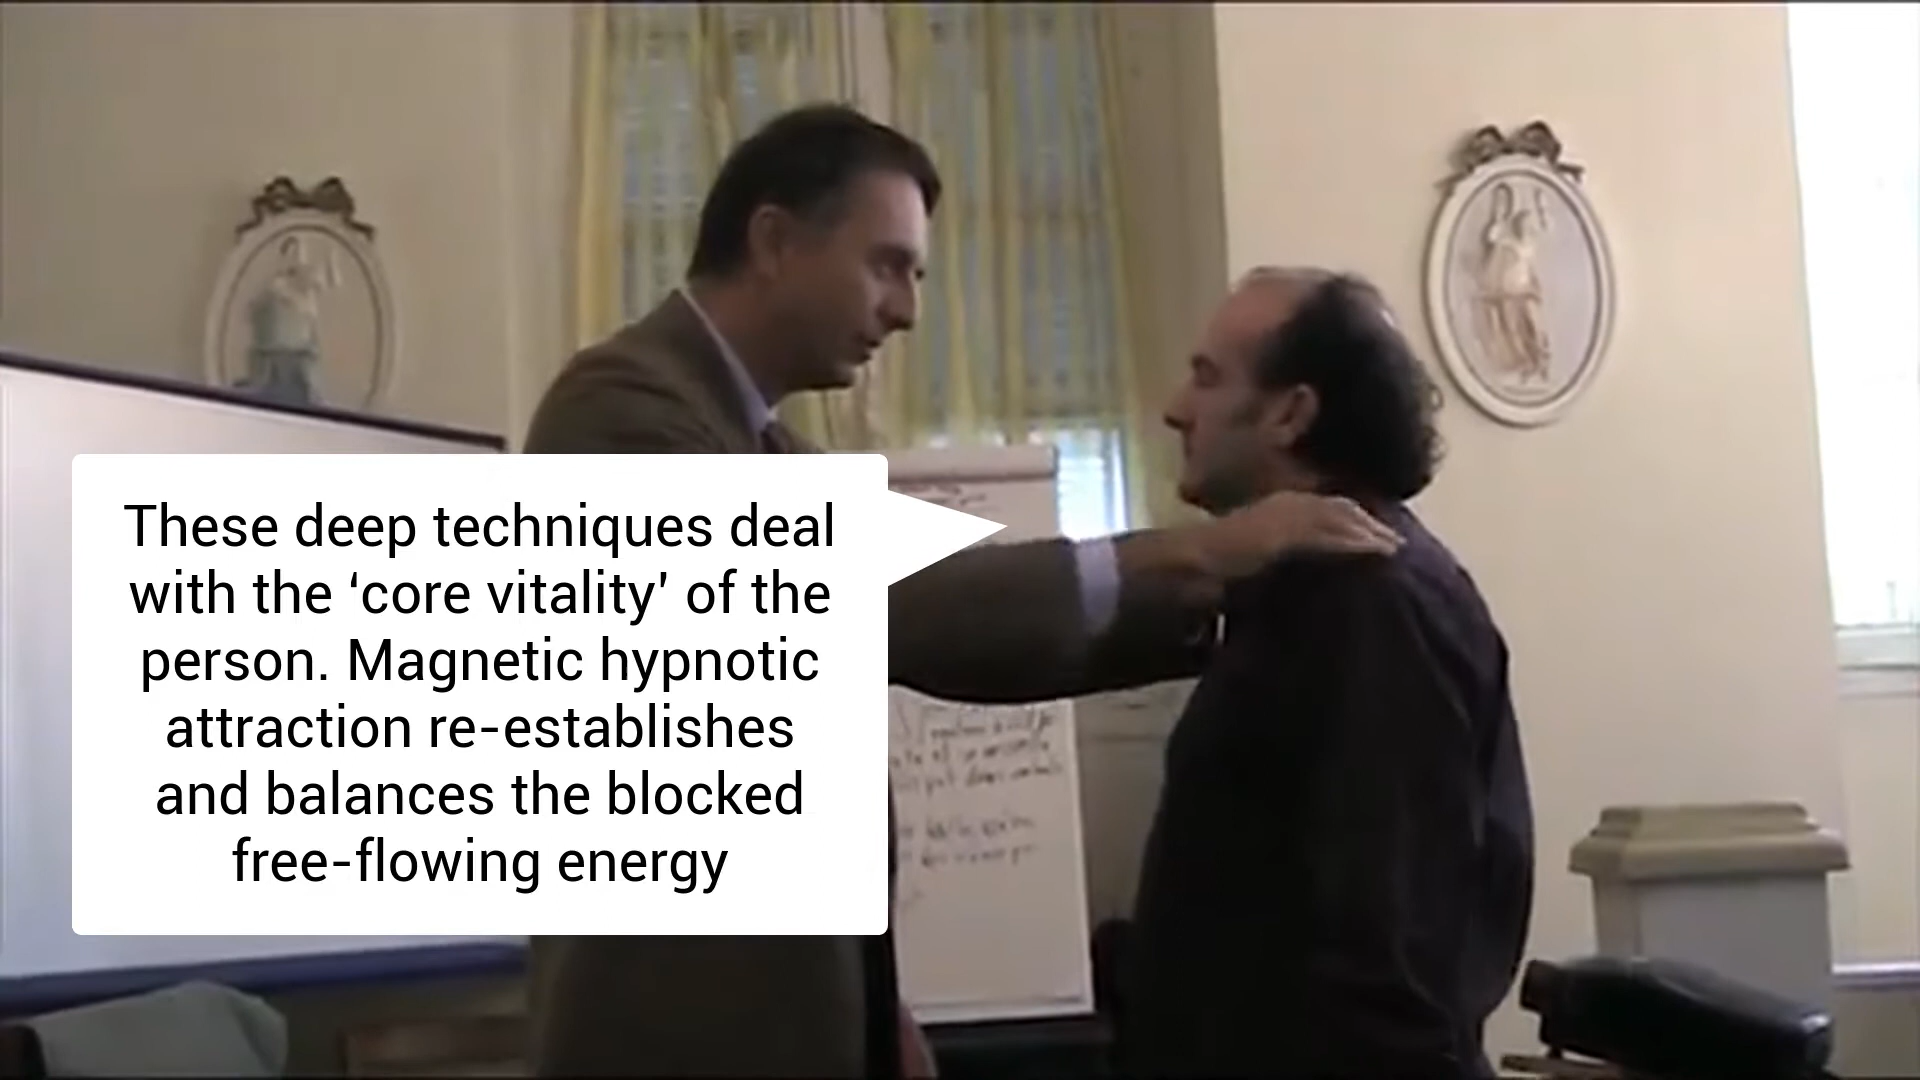 These deep techniques deal
with the ‘core vitality’ of the
person. Magnetic hypnotic
attraction re-establishes
and balances the blocked
free-flowing energy